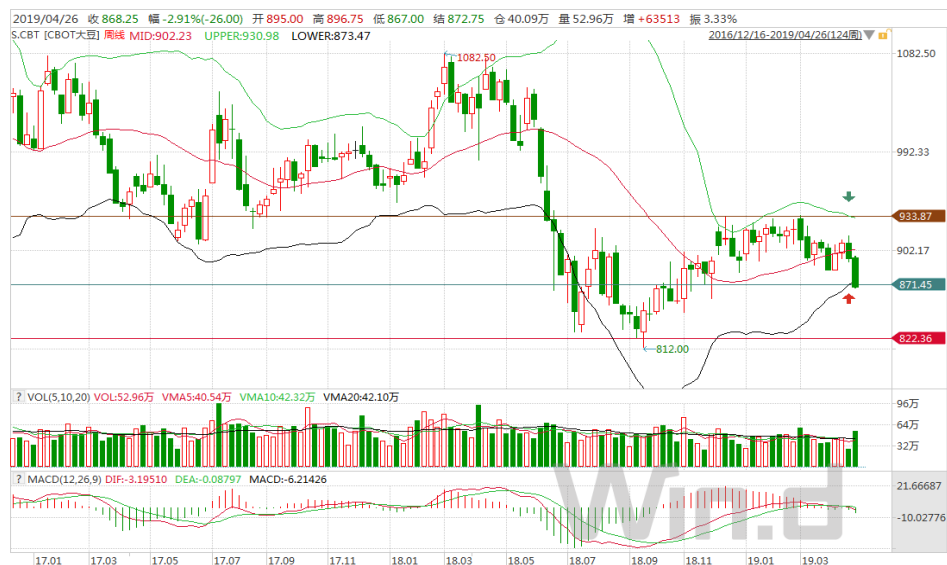 2019/04/26 收 868.25 幅 -2.91%(-26.00) 开 895.00 高 896.75 低 867.00 结 872.75 仓 40.09万 量 52.96万 增 +63513 振 3.33%
S.CBT [CBOT大豆] 周线 MID:902.23 UPPER:930.98 LOWER:873.47 2016/12/16-2019/04/26(124周)
1082.50
1082.50
992.33
933.87
902.17
871.45
822.36
812.00
? VOL(5,10,20) VOL:52.96万 VMA5:40.54万 VMA10:42.32万 VMA20:42.10万
96万
64万
32万
? MACD(12,26,9) DIF:-3.19510 DEA:-0.08797 MACD:-6.21426
21.66687
-10.02776
Win.d
17.01 17.03 17.05 17.07 17.09 17.11 18.01 18.03 18.05 18.07 18.09 18.11 19.01 19.03